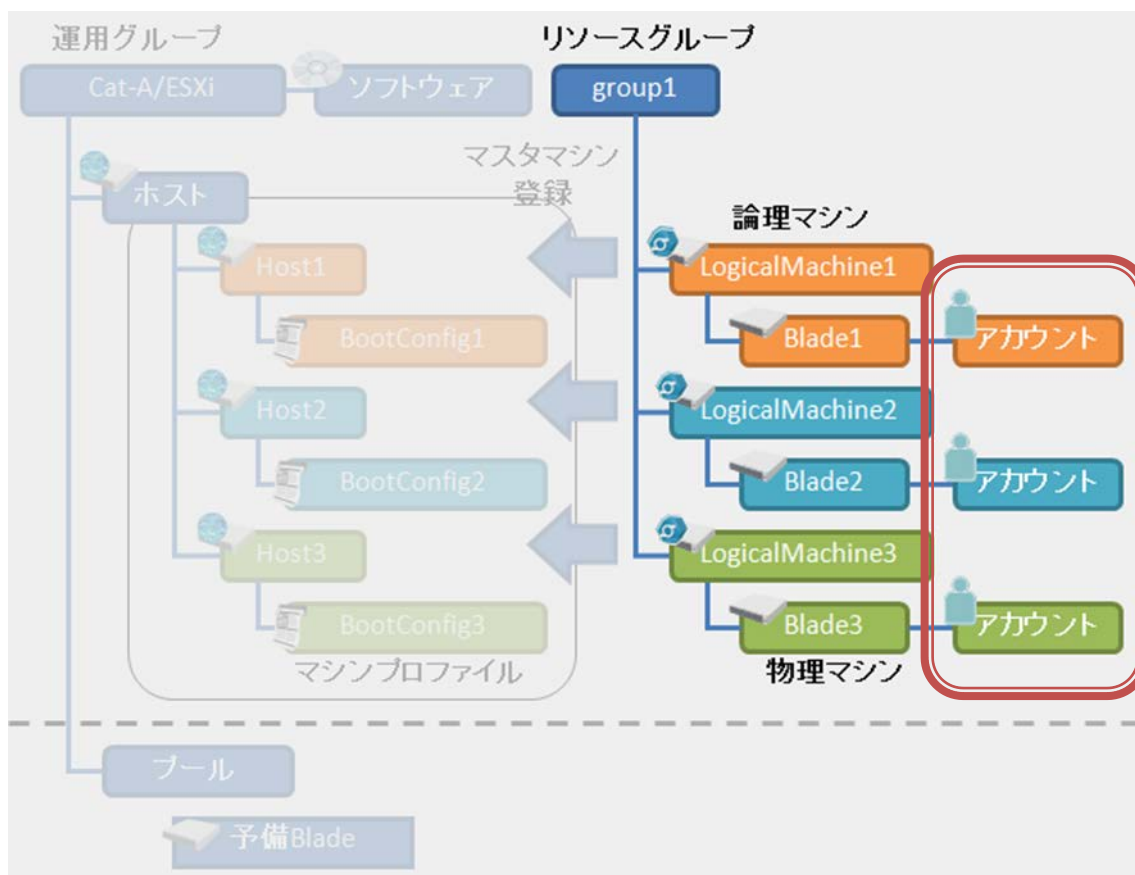 運用グループ
リソースグループ
Cat-A/ESXi
ソフトウェア
group1
マスタマシン
登録
ホスト
論理マシン
Host1
LogicalMachine1
BootConfig1
Blade1
アカウント
Host2
LogicalMachine2
BootConfig2
Blade2
アカウント
Host3
LogicalMachine3
BootConfig3
Blade3
アカウント
マシンプロファイル
物理マシン
プール
予備Blade